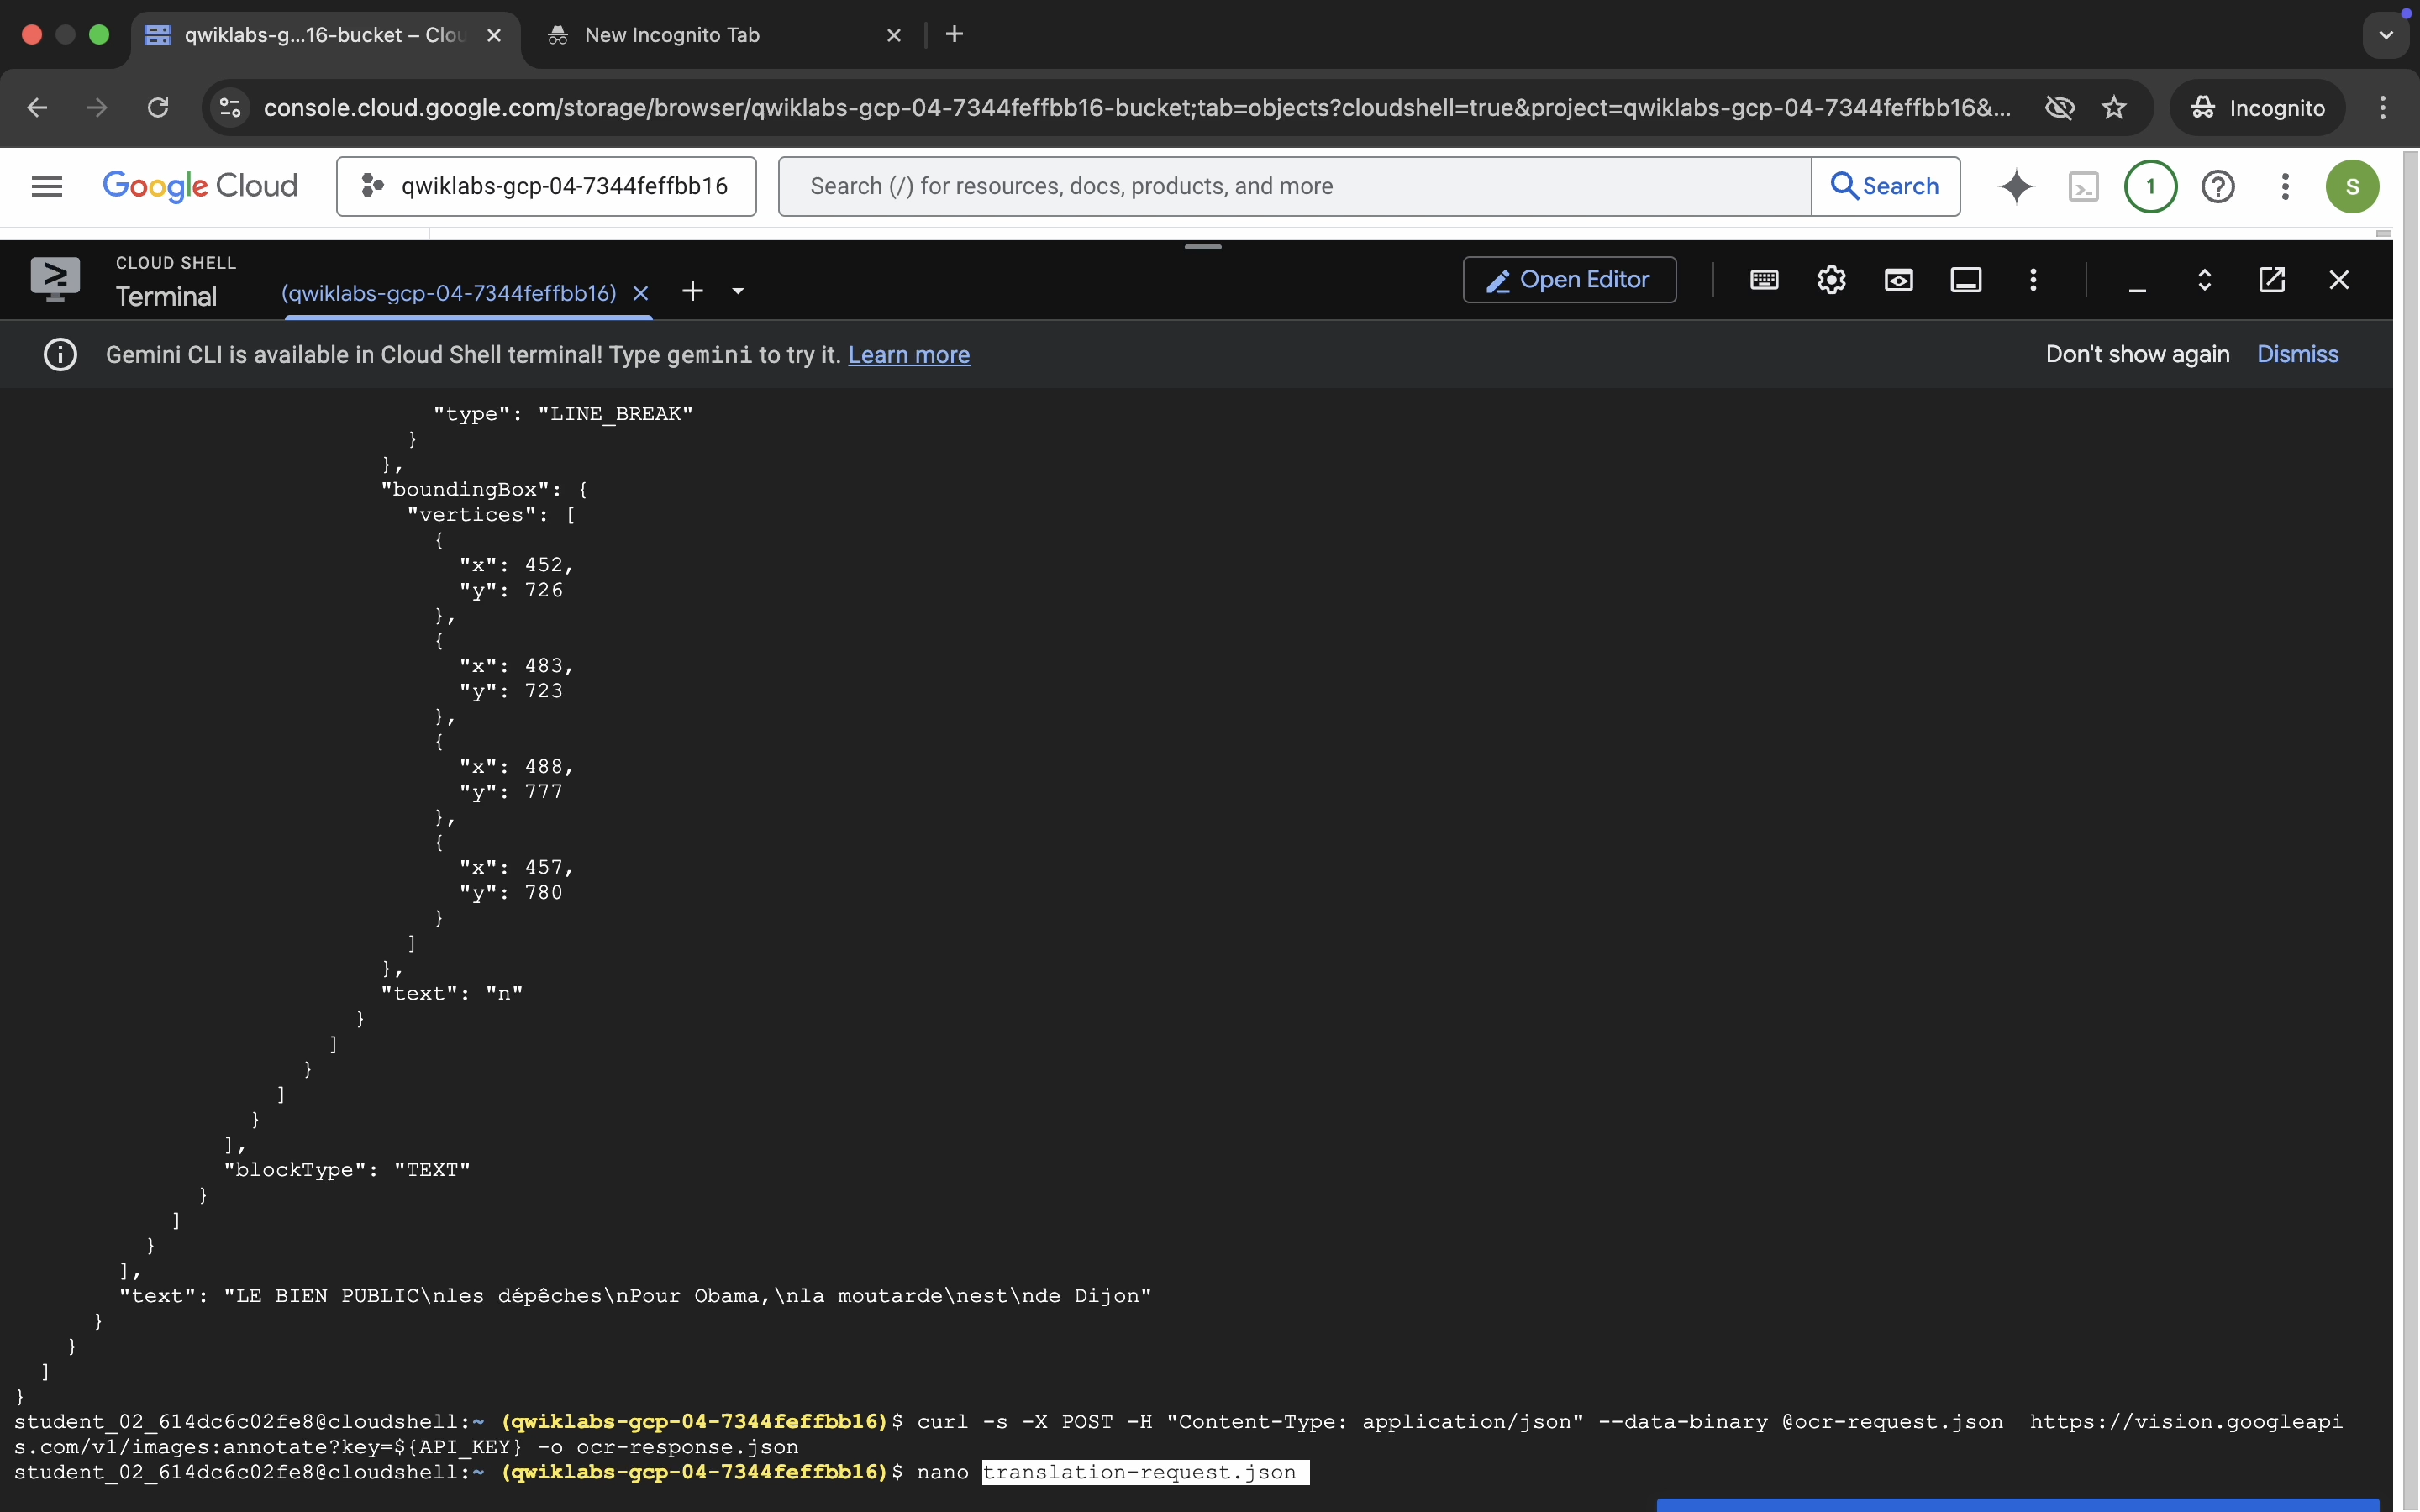 qwiklabs-g...16-bucket – Clou
New Incognito Tab
console.cloud.google.com/storage/browser/qwiklabs-gcp-04-7344feffbb16-bucket;tab=objects?cloudshell=true&project=qwiklabs-gcp-04-7344feffbb16&...
Incognito
Google Cloud
qwiklabs-gcp-04-7344feffbb16
Search (/) for resources, docs, products, and more
Search
1
S
CLOUD SHELL
Terminal
(qwiklabs-gcp-04-7344feffbb16)
Open Editor
Gemini CLI is available in Cloud Shell terminal! Type gemini to try it. Learn more
Don't show again
Dismiss
"type": "LINE_BREAK"
}
},
"boundingBox": {
"vertices": [
{
"x": 452,
"y": 726
},
{
"x": 483,
"y": 723
},
{
"x": 488,
"y": 777
},
{
"x": 457,
"y": 780
}
]
},
"text": "n"
}
]
}
]
}
],
"blockType": "TEXT"
}
]
}
],
"text": "LE BIEN PUBLIC\nles dépêches\nPour Obama,\nla moutarde\nest\nde Dijon"
}
}
]
}
student_02_614dc6c02fe8@cloudshell:~ (qwiklabs-gcp-04-7344feffbb16)$ curl -s -X POST -H "Content-Type: application/json" --data-binary @ocr-request.json  https://vision.googleapi
s.com/v1/images:annotate?key=${API_KEY} -o ocr-response.json
student_02_614dc6c02fe8@cloudshell:~ (qwiklabs-gcp-04-7344feffbb16)$ nano translation-request.json